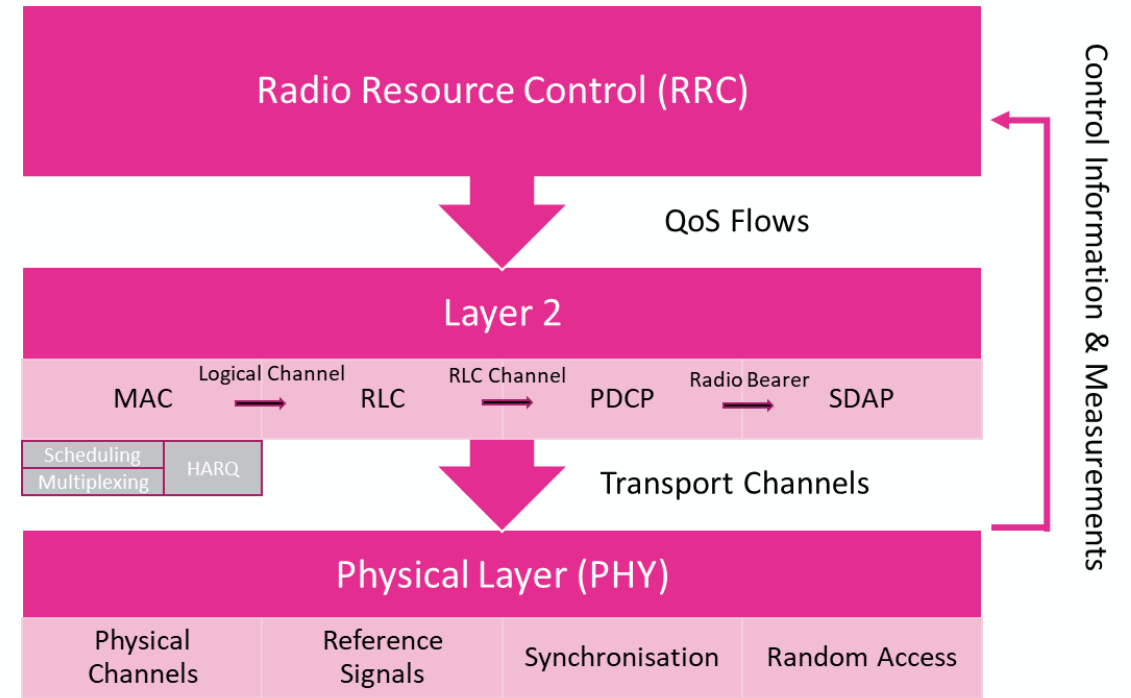 Radio Resource Control (RRC)
QoS Flows
Layer 2
MAC
Logical Channel
RLC
RLC Channel
PDCP
Radio Bearer
SDAP
Scheduling
Multiplexing
HARQ
Transport Channels
Physical Layer (PHY)
Physical
Channels
Reference
Signals
Synchronisation
Random Access
Control Information & Measurements